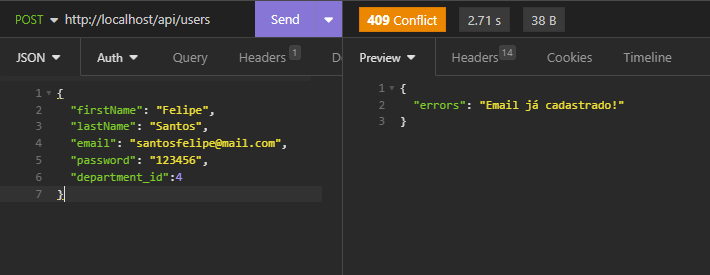 POST http://localhost/api/users Send
409 Conflict 2.71 s 38 B
JSON Auth Query Headers 1
Preview Headers 14 Cookies Timeline
1 {
2 "firstName": "Felipe",
3 "lastName": "Santos",
4 "email": "santosfelipe@mail.com",
5 "password": "123456",
6 "department_id":4
7 }
1 {
2 "errors": "Email já cadastrado!"
3 }